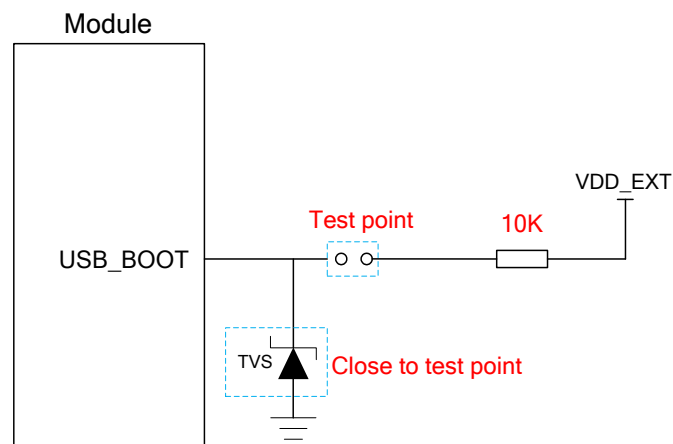 Module
VDD_EXT
Test point
10K
USB_BOOT
TVS
Close to test point